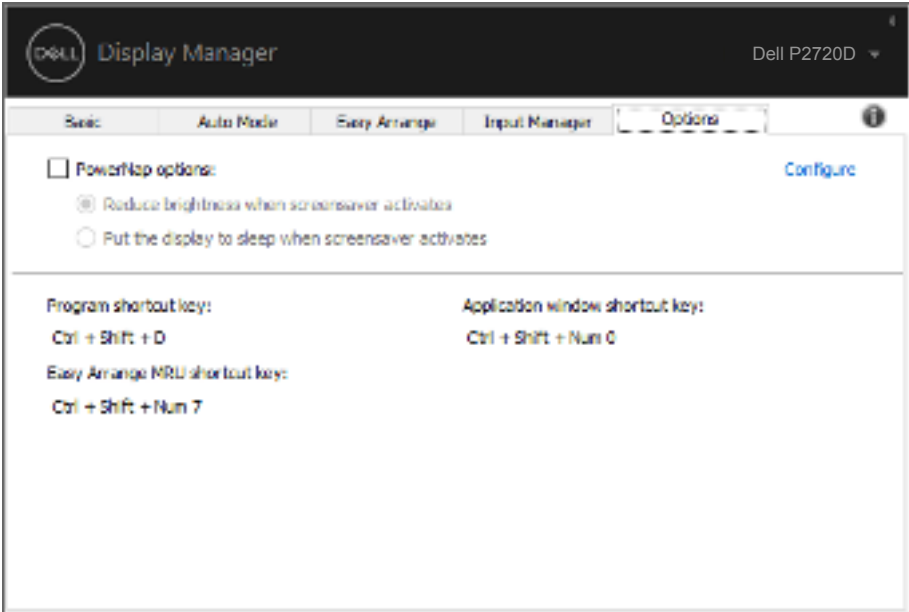 DELL Display Manager
Dell P2720D
Basic Auto Mode Easy Arrange Input Manager Options
PowerNap options: Configure
Reduce brightness when screensaver activates
Put the display to sleep when screensaver activates
Program shortcut key: Application window shortcut key:
Ctrl + Shift + D Ctrl + Shift + Num 0
Easy Arrange MRU shortcut key:
Ctrl + Shift + Num 7